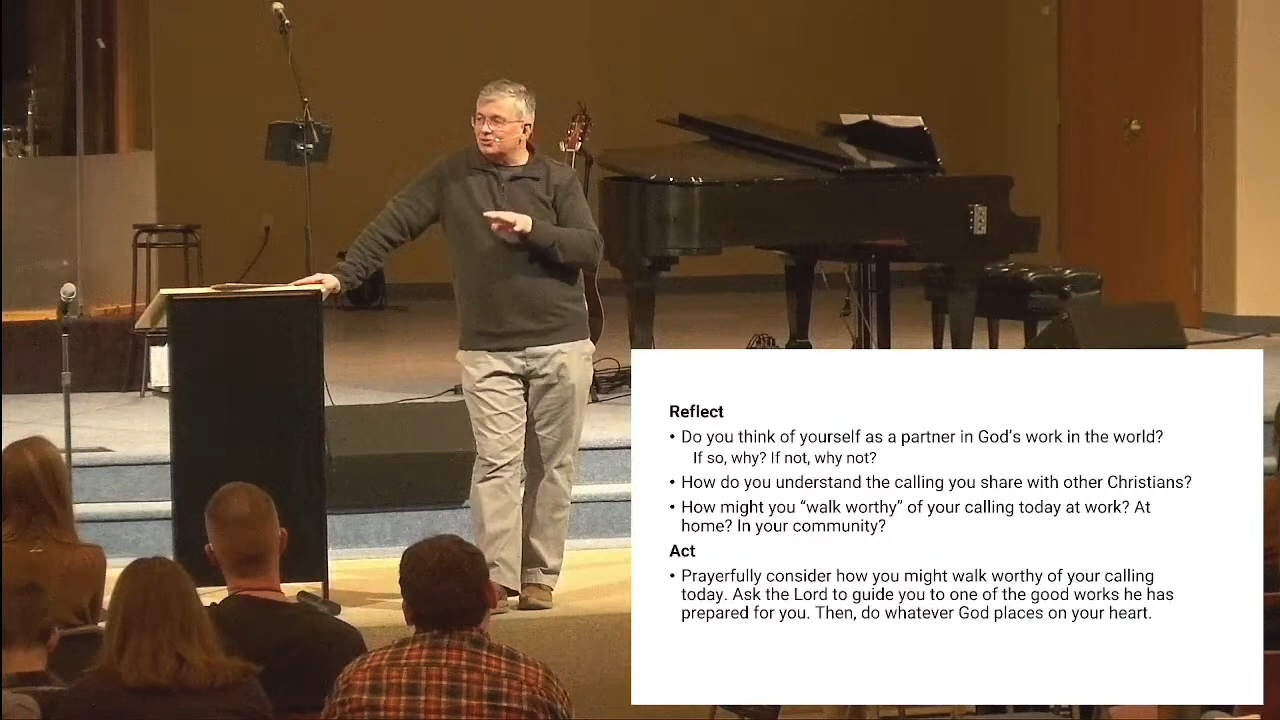 Reflect
• Do you think of yourself as a partner in God's work in the world?
If so, why? If not, why not?
• How do you understand the calling you share with other Christians?
• How might you “walk worthy” of your calling today at work? At
home? In your community?
Act
• Prayerfully consider how you might walk worthy of your calling
today. Ask the Lord to guide you to one of the good works he has
prepared for you. Then, do whatever God places on your heart.